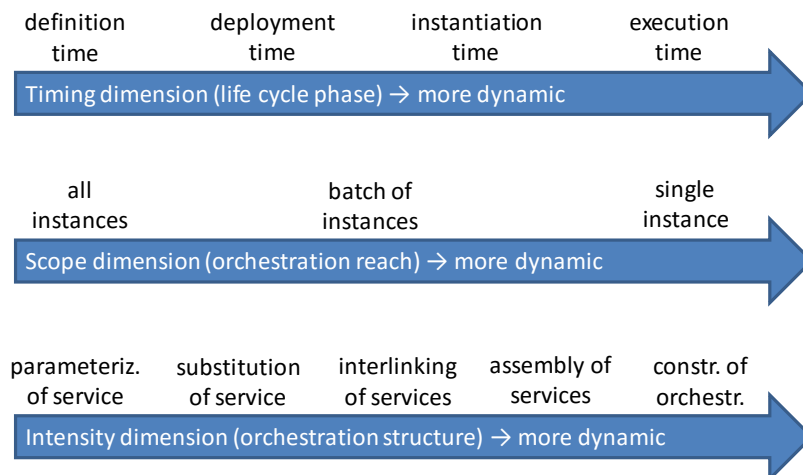 definition deployment instantiation execution
time time time time
Timing dimension (life cycle phase) → more dynamic
all batch of single
instances instances instance
Scope dimension (orchestration reach) → more dynamic
parameteriz. substitution interlinking assembly of constr. of
of service of service of services services orchestr.
Intensity dimension (orchestration structure) → more dynamic